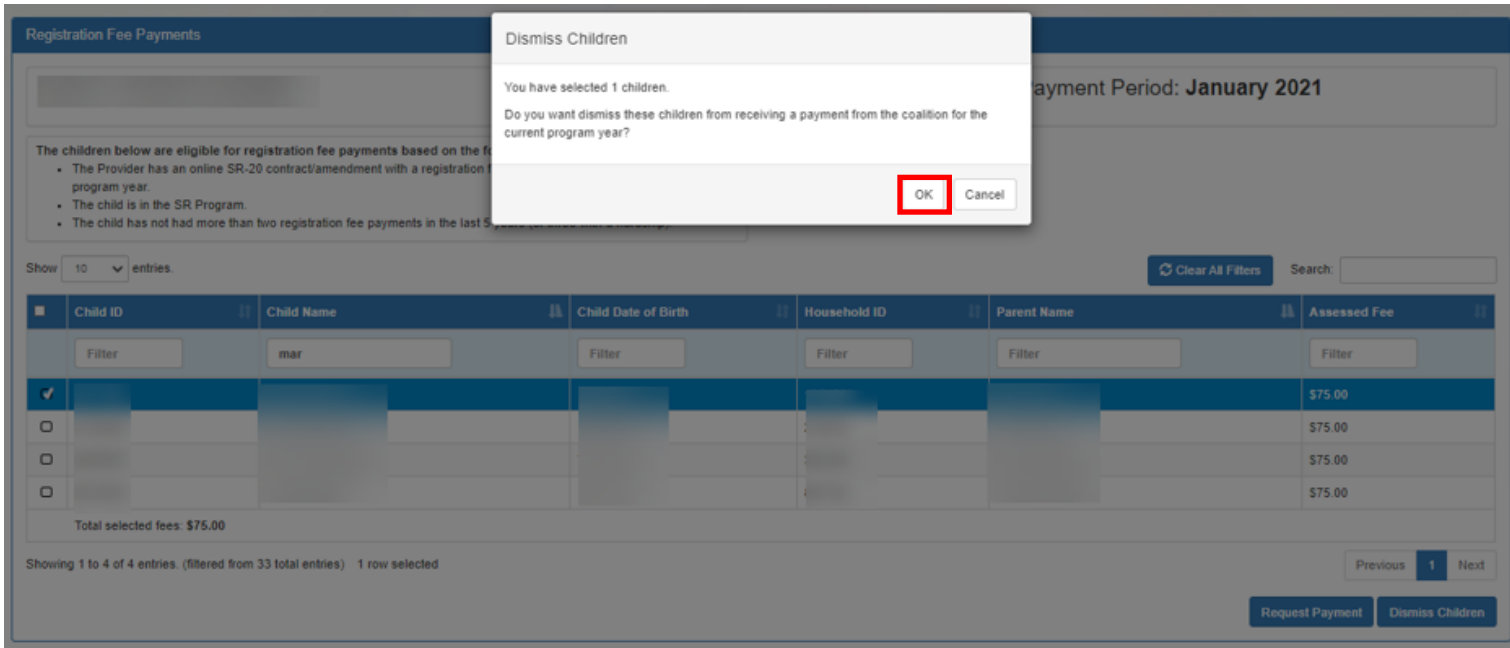 Registration Fee Payments
Dismiss Children
You have selected 1 children.
Do you want dismiss these children from receiving a payment from the coalition for the
current program year?
OK Cancel
ayment Period: January 2021
The children below are eligible for registration fee payments based on the fo
• The Provider has an online SR-20 contract/amendment with a registration f
program year.
• The child is in the SR Program.
• The child has not had more than two registration fee payments in the last 5 years (or three with a hardship).
Show 10 entries.
Clear All Filters Search:
Child ID Child Name Child Date of Birth Household ID Parent Name Assessed Fee
Filter mar Filter Filter Filter Filter
$75.00
$75.00
$75.00
$75.00
Total selected fees: $75.00
Showing 1 to 4 of 4 entries. (filtered from 33 total entries) 1 row selected
Previous 1 Next
Request Payment Dismiss Children